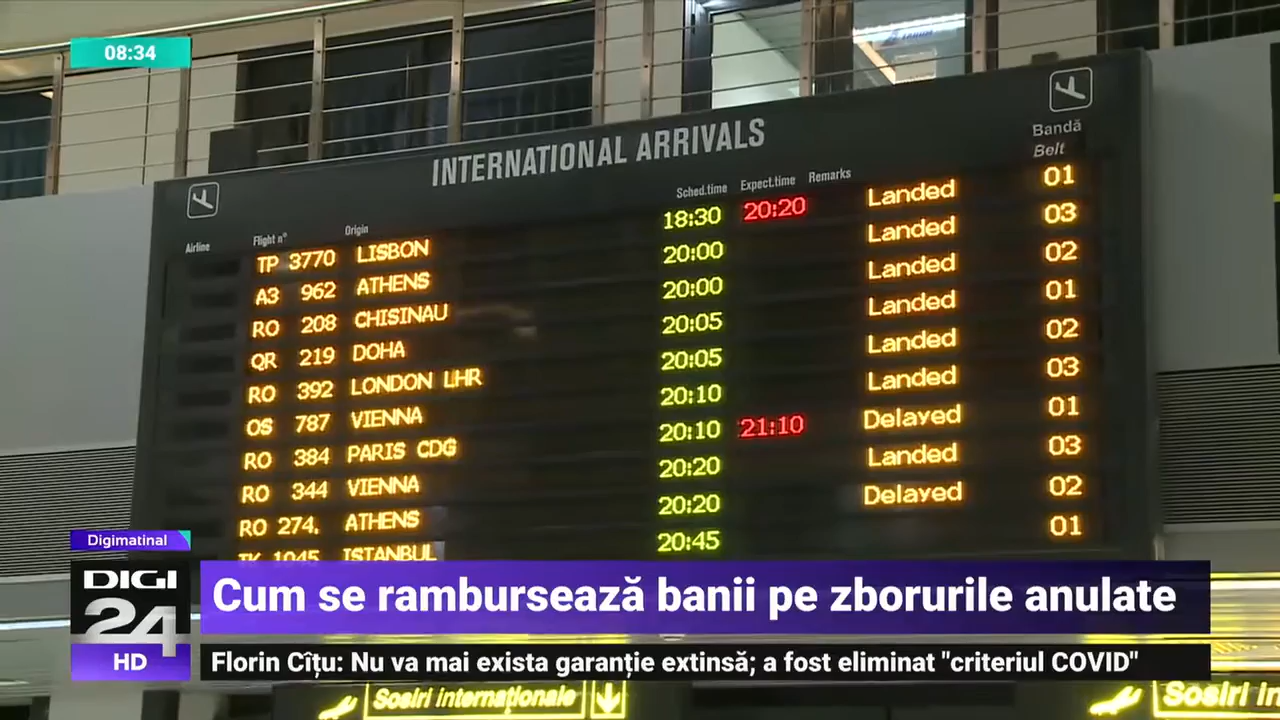 08:34
INTERNATIONAL ARRIVALS
Bandă
Airline Flight n° Origin Sched.time Expect.time Remarks Belt
TP 3770 LISBON 18:30 20:20 Landed 01
A3 962 ATHENS 20:00 Landed 03
RO 208 CHISINAU 20:00 Landed 02
QR 219 DOHA 20:05 Landed 01
RO 392 LONDON LHR 20:05 Landed 02
OS 787 VIENNA 20:10 Landed 03
RO 384 PARIS CDG 20:10 21:10 Delayed 01
RO 344 VIENNA 20:20 Landed 03
RO 274. ATHENS 20:20 Delayed 02
TK 1045 ISTANBUL 20:45 01
Digimatinal
DIGI
24
HD
Cum se rambursează banii pe zborurile anulate
Florin Cîțu: Nu va mai exista garanție extinsă; a fost eliminat "criteriul COVID"
Sosiri internaționale
Sosiri in